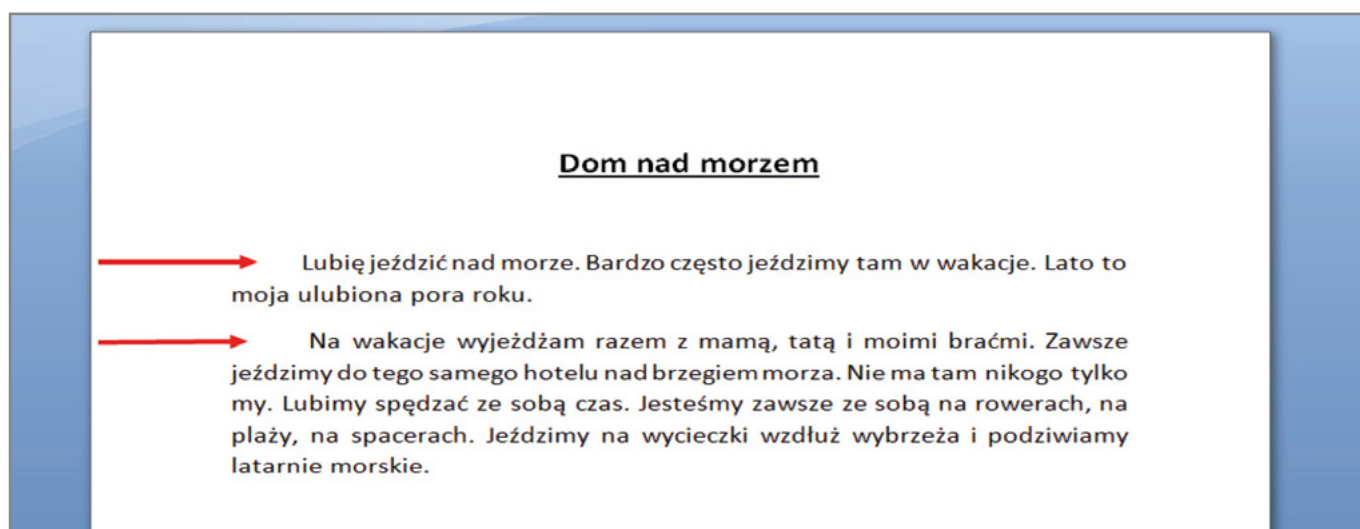 Dom nad morzem
Lubię jeździć nad morze. Bardzo często jeździmy tam w wakacje. Lato to
moja ulubiona pora roku.
Na wakacje wyjeżdżam razem z mamą, tatą i moimi braćmi. Zawsze
jeździmy do tego samego hotelu nad brzegiem morza. Nie ma tam nikogo tylko
my. Lubimy spędzać ze sobą czas. Jesteśmy zawsze ze sobą na rowerach, na
plaży, na spacerach. Jeździmy na wycieczki wzdłuż wybrzeża i podziwiamy
latarnie morskie.